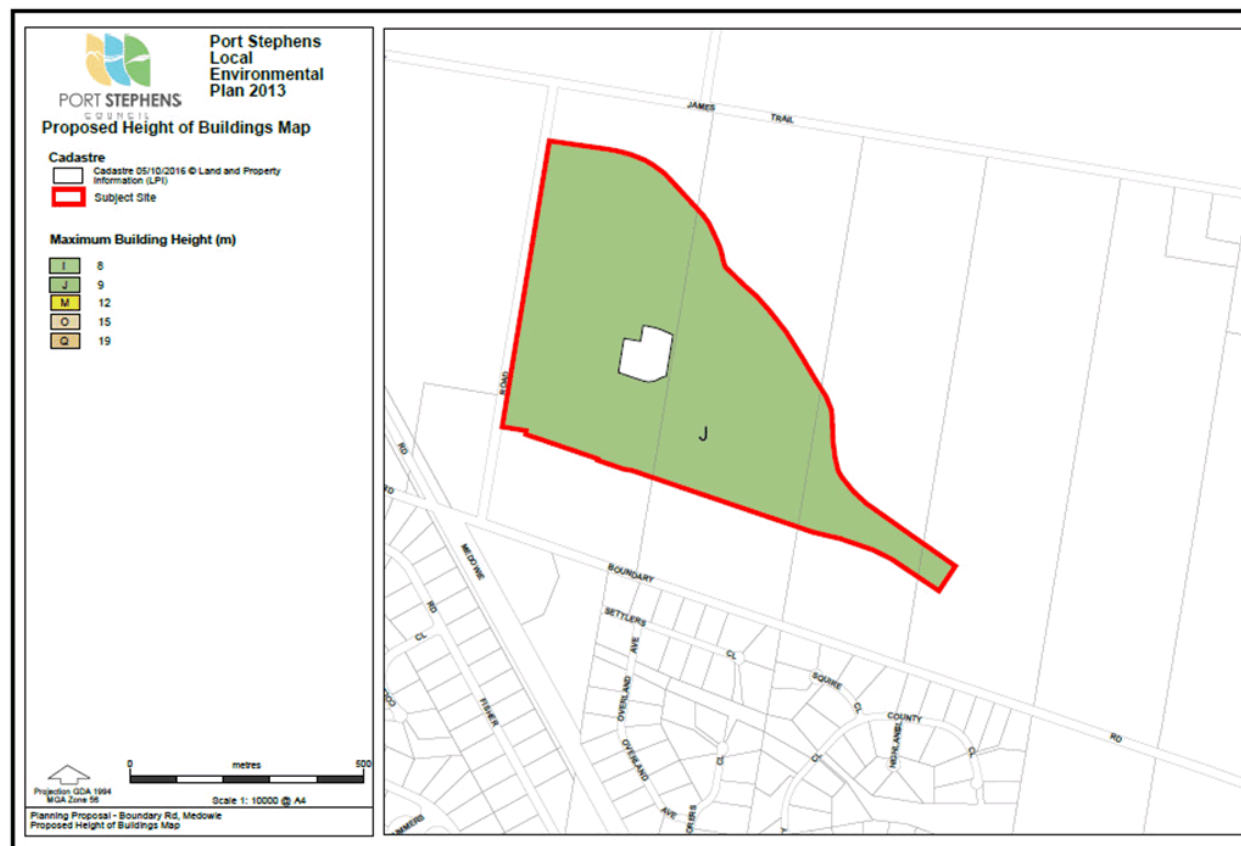 PORT STEPHENS
COUNCIL
Port Stephens
Local
Environmental
Plan 2013
Proposed Height of Buildings Map
Cadastre
Cadastre 05/10/2016 © Land and Property
Information (LPI)
Subject Site
Maximum Building Height (m)
I 8
J 9
M 12
O 15
Q 19
0 metres 500
Projection GDA 1994
MGA Zone 56
Scale 1: 10000 @ A4
Planning Proposal - Boundary Rd, Medowie
Proposed Height of Buildings Map
JAMES TRAIL
ROAD
J
RD
RD
MEDOWIE
BOUNDARY
RD
SETTLERS
CL
AVE
OVERLAND
OVERLAND
AVE
RD
CL
FISHER
SQUIRE
CL
COUNTY
CL
CL
CL
RD